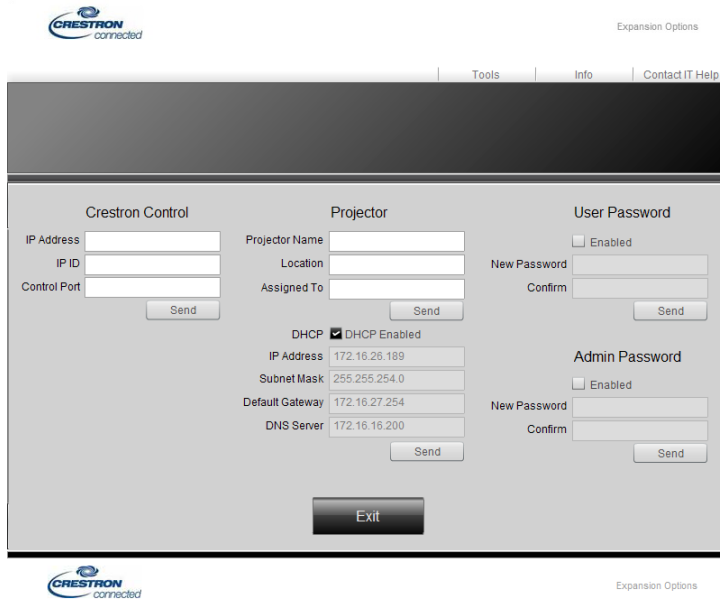 CRESTRON
connected
Expansion Options
Tools
Info
Contact IT Help
Crestron Control
IP Address
IP ID
Control Port
Send
Projector
Projector Name
Location
Assigned To
Send
DHCP DHCP Enabled
IP Address 172.16.26.189
Subnet Mask 255.255.254.0
Default Gateway 172.16.27.254
DNS Server 172.16.16.200
Send
User Password
Enabled
New Password
Confirm
Send
Admin Password
Enabled
New Password
Confirm
Send
Exit
CRESTRON
connected
Expansion Options